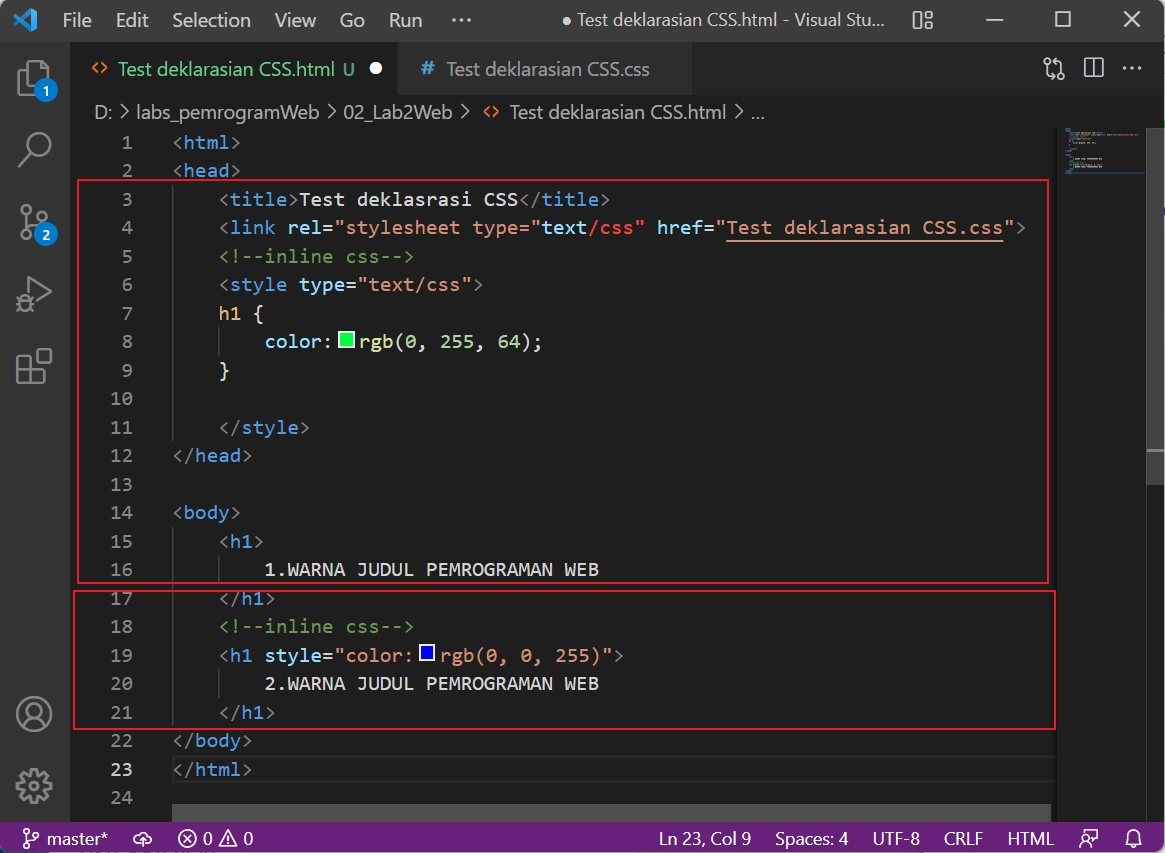 File Edit Selection View Go Run ··· ● Test deklarasian CSS.html - Visual Stu...
Test deklarasian CSS.html U ● # Test deklarasian CSS.css ···
D: > labs_pemrogramWeb > 02_Lab2Web > <> Test deklarasian CSS.html > ...
1 <html>
2 <head>
3 <title>Test deklasrasi CSS</title>
4 <link rel="stylesheet type="text/css" href="Test deklarasian CSS.css">
5 <!--inline css-->
6 <style type="text/css">
7 h1 {
8 color: rgb(0, 255, 64);
9 }
10
11 </style>
12 </head>
13
14 <body>
15 <h1>
16 1.WARNA JUDUL PEMROGRAMAN WEB
17 </h1>
18 <!--inline css-->
19 <h1 style="color: rgb(0, 0, 255)">
20 2.WARNA JUDUL PEMROGRAMAN WEB
21 </h1>
22 </body>
23 </html>
24
1
2
master* 0 0 Ln 23, Col 9 Spaces: 4 UTF-8 CRLF HTML